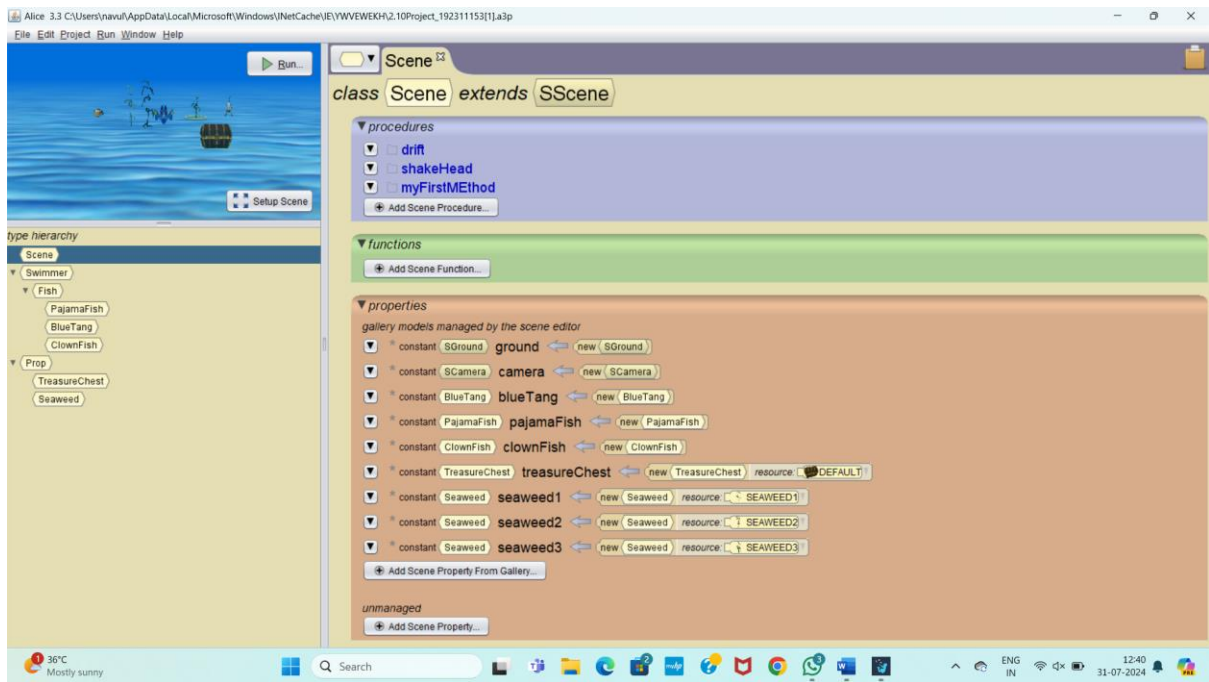 Alice 3.3 C:\Users\navul\AppData\Local\Microsoft\Windows\INetCache\IE\YWVEWEKH\2.10Project_192311153[1].a3p
File Edit Project Run Window Help
Run...
Setup Scene
type hierarchy
Scene
Swimmer
Fish
PajamaFish
BlueTang
ClownFish
Prop
TreasureChest
Seaweed
Scene
class Scene extends SScene
procedures
drift
shakeHead
myFirstMEthod
Add Scene Procedure...
functions
Add Scene Function...
properties
gallery models managed by the scene editor
constant SGround ground new SGround
constant SCamera camera new SCamera
constant BlueTang blueTang new BlueTang
constant PajamaFish pajamaFish new PajamaFish
constant ClownFish clownFish new ClownFish
constant TreasureChest treasureChest new TreasureChest resource: DEFAULT
constant Seaweed seaweed1 new Seaweed resource: SEAWEED1
constant Seaweed seaweed2 new Seaweed resource: SEAWEED2
constant Seaweed seaweed3 new Seaweed resource: SEAWEED3
Add Scene Property From Gallery...
unmanaged
Add Scene Property...
1
36°C
Mostly sunny
Search
2
3
ENG
IN
12:40
31-07-2024